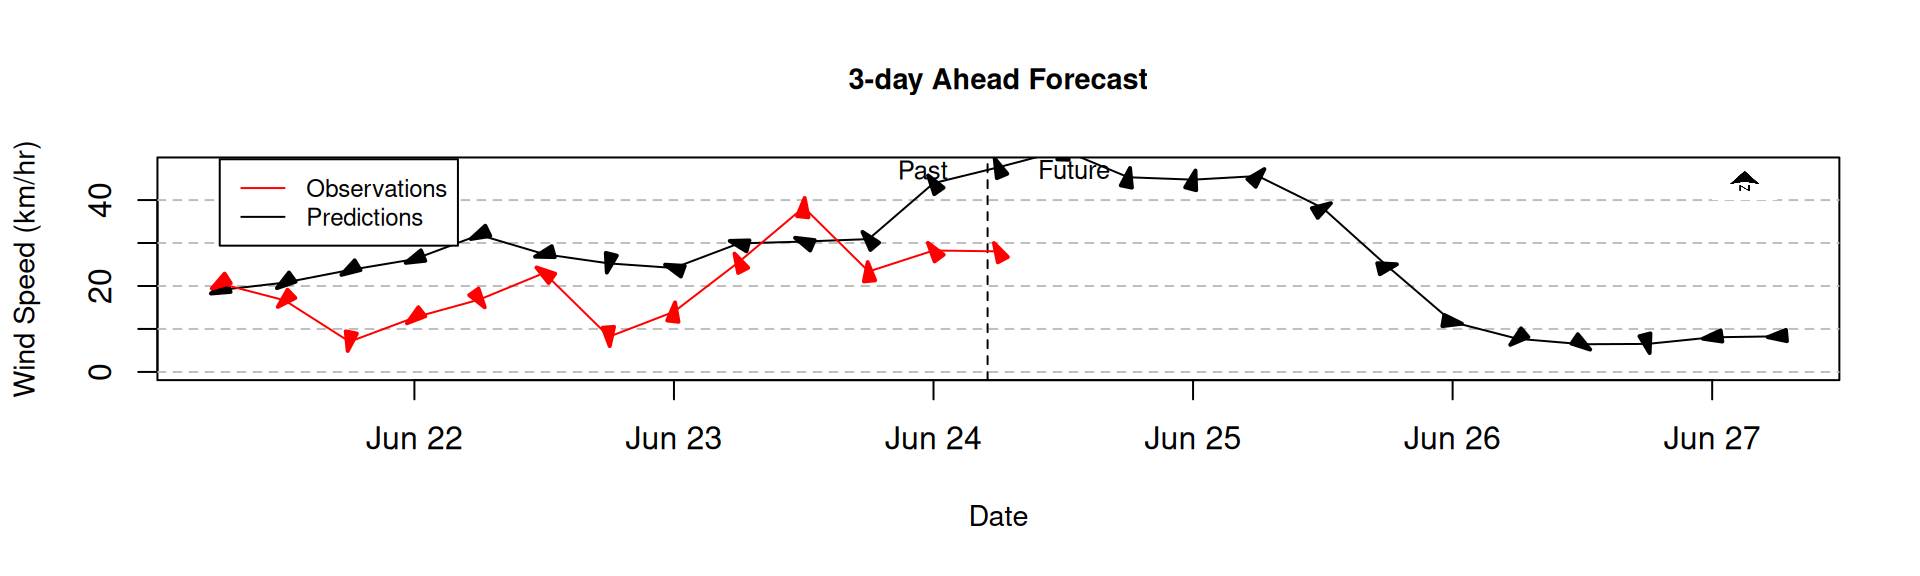 3-day Ahead Forecast
Wind Speed (km/hr)
Past
Future
Observations
Predictions
40
20
0
N
Jun 22
Jun 23
Jun 24
Jun 25
Jun 26
Jun 27
Date